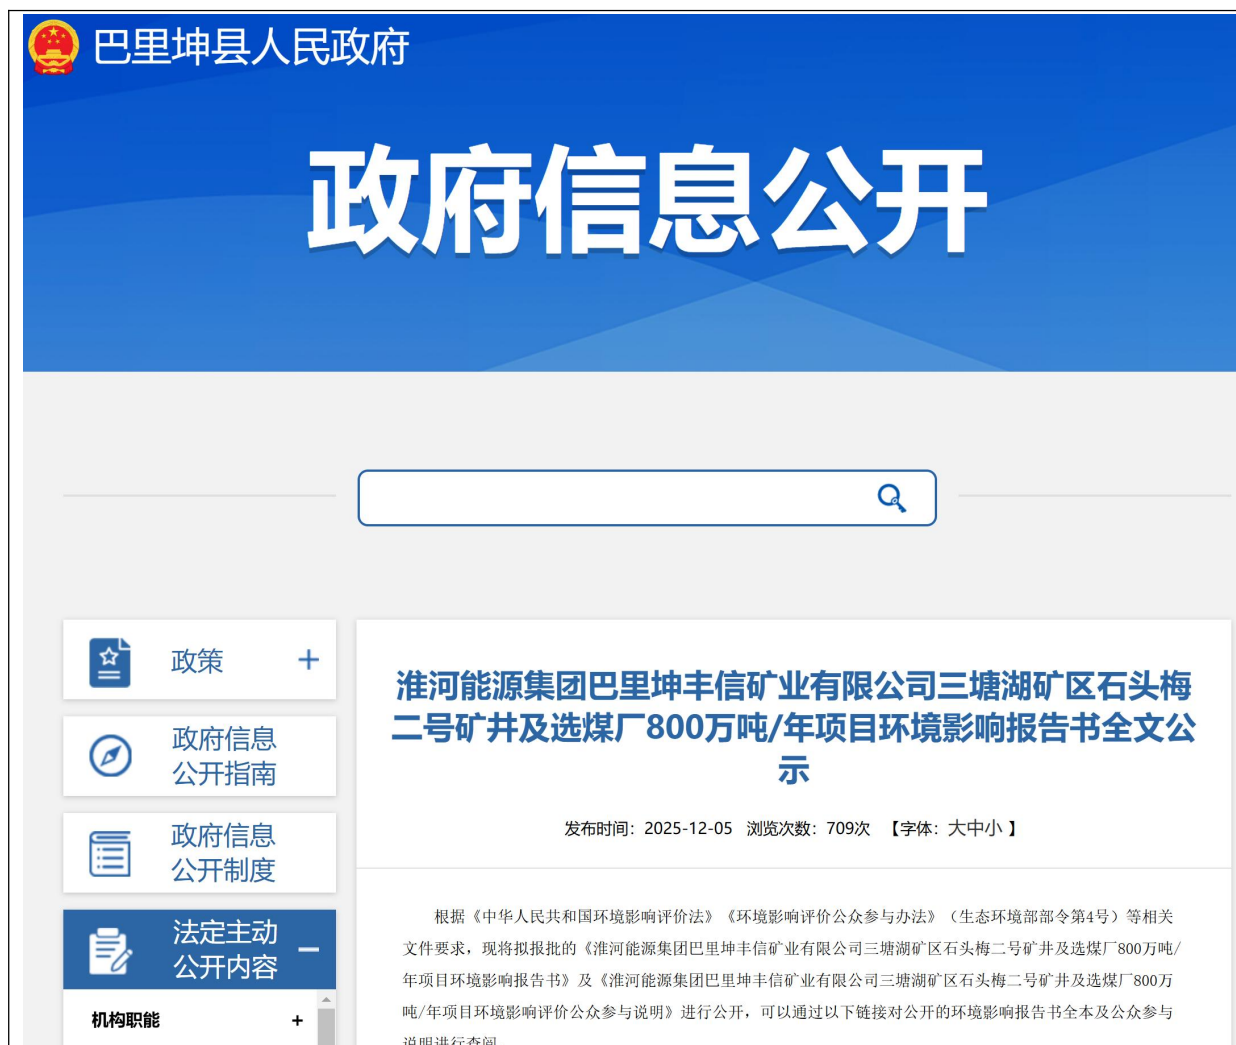 巴里坤县人民政府
政府信息公开
政策
政府信息
公开指南
政府信息
公开制度
法定主动
公开内容
机构职能
淮河能源集团巴里坤丰信矿业有限公司三塘湖矿区石头梅
二号矿井及选煤厂800万吨/年项目环境影响报告书全文公
示
发布时间：2025-12-05 浏览次数：709次 【字体：大中小】
根据《中华人民共和国环境影响评价法》《环境影响评价公众参与办法》（生态环境部部令第4号）等相关
文件要求，现将拟报批的《淮河能源集团巴里坤丰信矿业有限公司三塘湖矿区石头梅二号矿井及选煤厂800万吨/
年项目环境影响报告书》及《淮河能源集团巴里坤丰信矿业有限公司三塘湖矿区石头梅二号矿井及选煤厂800万
吨/年项目环境影响评价公众参与说明》进行公开，可以通过以下链接对公开的环境影响报告书全本及公众参与
说明进行查阅